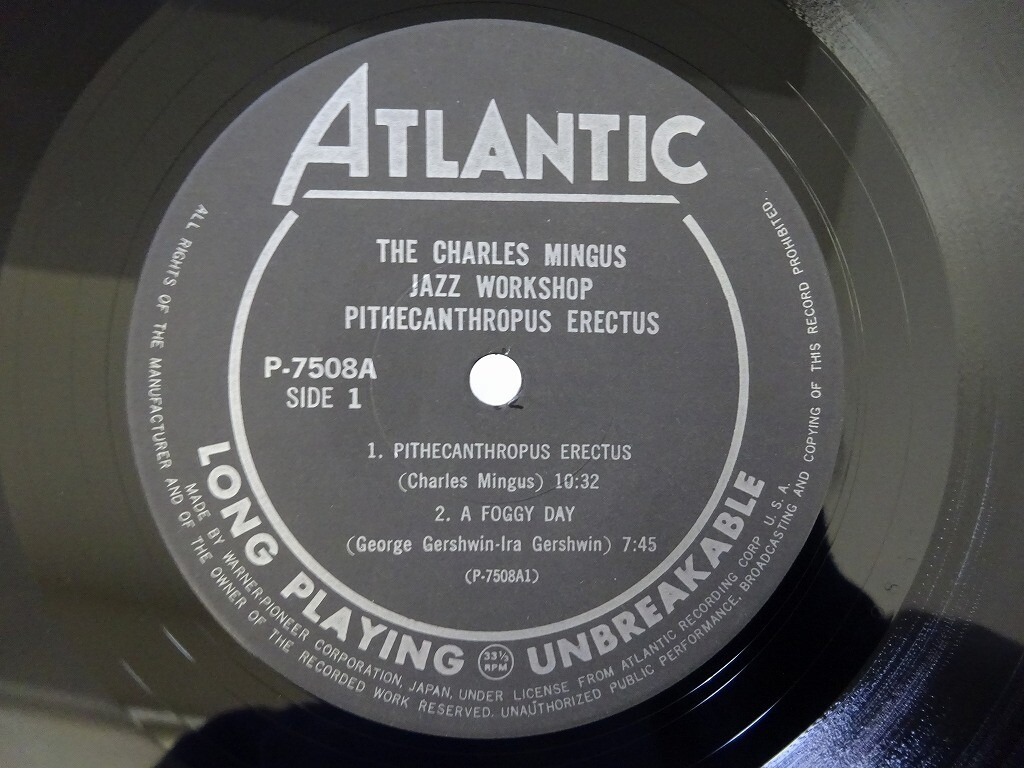 ATLANTIC
THE CHARLES MINGUS
JAZZ WORKSHOP
PITHECANTHROPUS ERECTUS
P-7508A
SIDE 1
1. PITHECANTHROPUS ERECTUS
(Charles Mingus) 10:32
2. A FOGGY DAY
(George Gershwin-Ira Gershwin) 7:45
(P-7508A1)
LONG PLAYING 33⅓ RPM UNBREAKABLE
MADE BY WARNER-PIONEER CORPORATION, JAPAN, UNDER LICENSE FROM ATLANTIC RECORDING CORP U. S. A.
ALL RIGHTS OF THE MANUFACTURER AND OF THE OWNER OF THE RECORDED WORK RESERVED. UNAUTHORIZED PUBLIC PERFORMANCE, BROADCASTING AND COPYING OF THIS RECORD PROHIBITED.